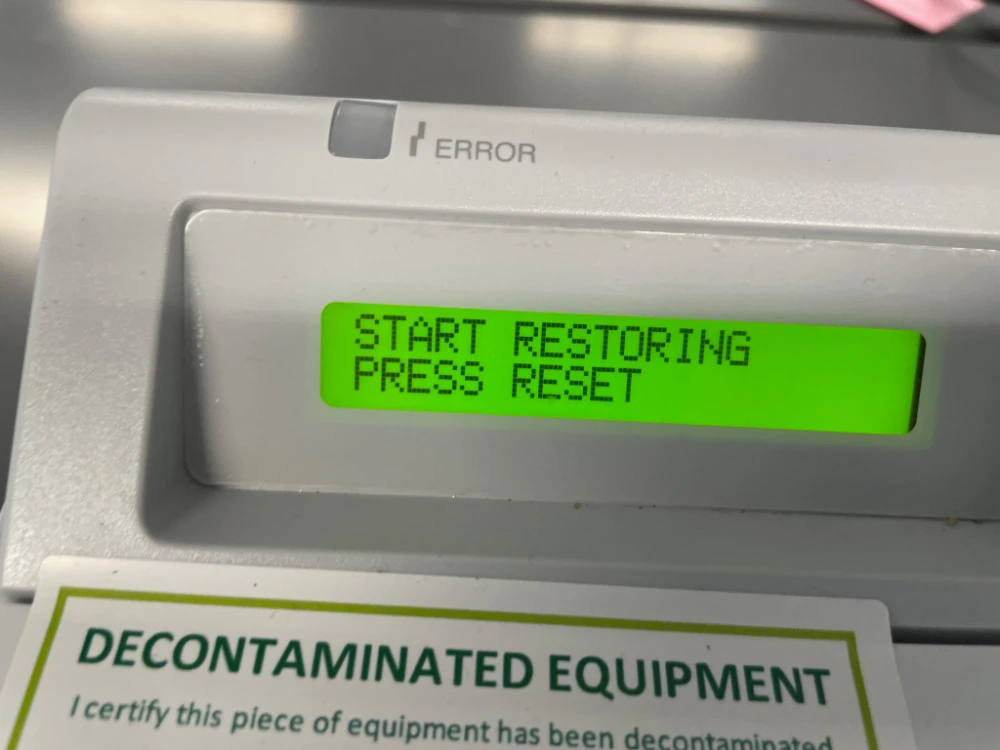 ERROR
START RESTORING
PRESS RESET
DECONTAMINATED EQUIPMENT
I certify this piece of equipment has been decontaminated